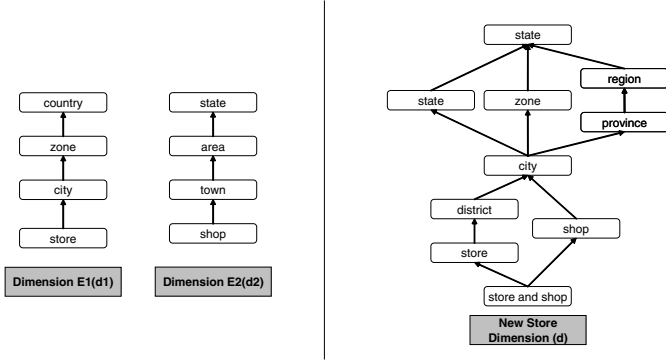 country
zone
city
store
Dimension E1(d1)
state
area
town
shop
Dimension E2(d2)
state
region
state
zone
province
city
district
shop
store
store and shop
New Store
Dimension (d)